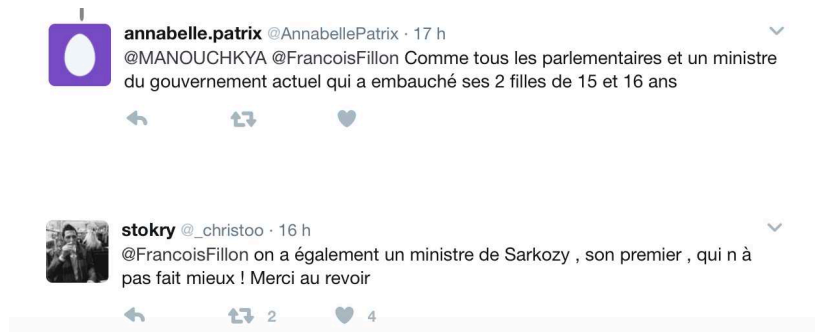 annabelle.patrix @AnnabellePatrix · 17 h
@MANOUCHKYA @FrancoisFillon Comme tous les parlementaires et un ministre
du gouvernement actuel qui a embauché ses 2 filles de 15 et 16 ans
stokry @_christoo · 16 h
@FrancoisFillon on a également un ministre de Sarkozy , son premier , qui n à
pas fait mieux ! Merci au revoir
2 4